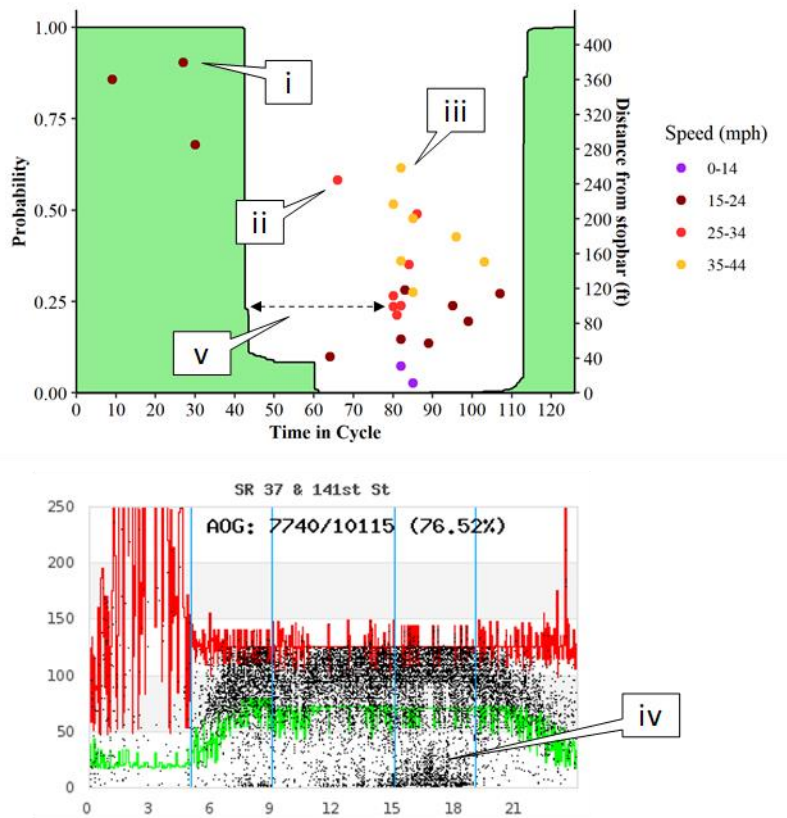 1.00
0.75
0.50
0.25
0.00
Probability
0 10 20 30 40 50 60 70 80 90 100 110 120
Time in Cycle
400
360
320
280
240
200
160
120
80
40
0
Distance from stopbar (ft)
i
ii
iii
v
Speed (mph)
0-14
15-24
25-34
35-44
SR 37 & 141st St
AOG: 7740/10115 (76.52%)
250
200
150
100
50
0
0 3 6 9 12 15 18 21
iv